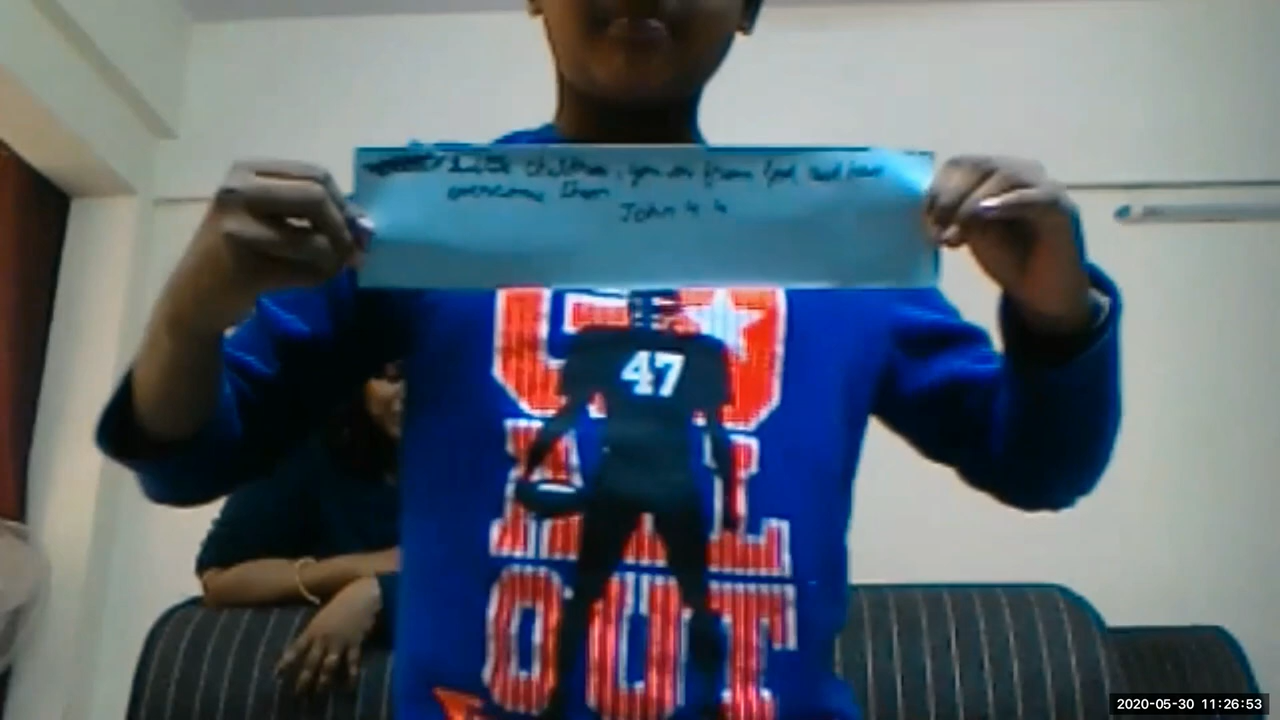 Little children, you are from God and have
overcome them
John 4 4
47
OUT
2020-05-30 11:26:53